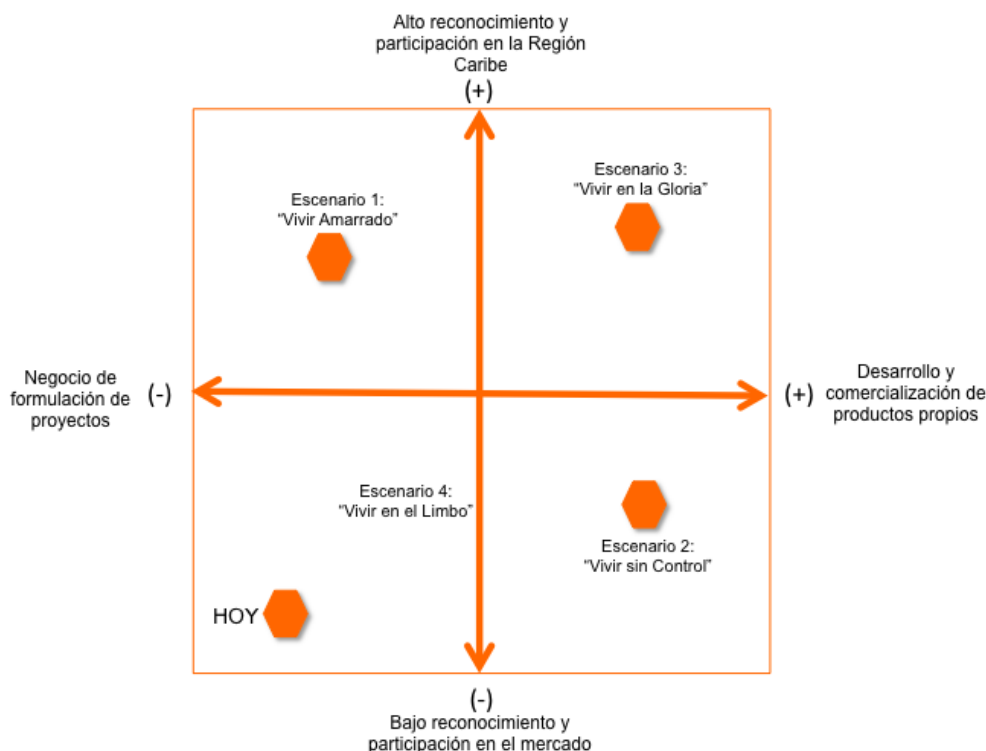 Alto reconocimiento y
participación en la Región
Caribe
(+)
Escenario 1:
“Vivir Amarrado”
Escenario 3:
“Vivir en la Gloria”
Negocio de
formulación de
proyectos
(-)
(+)
Desarrollo y
comercialización de
productos propios
Escenario 4:
“Vivir en el Limbo”
Escenario 2:
“Vivir sin Control”
HOY
(-)
Bajo reconocimiento y
participación en el mercado